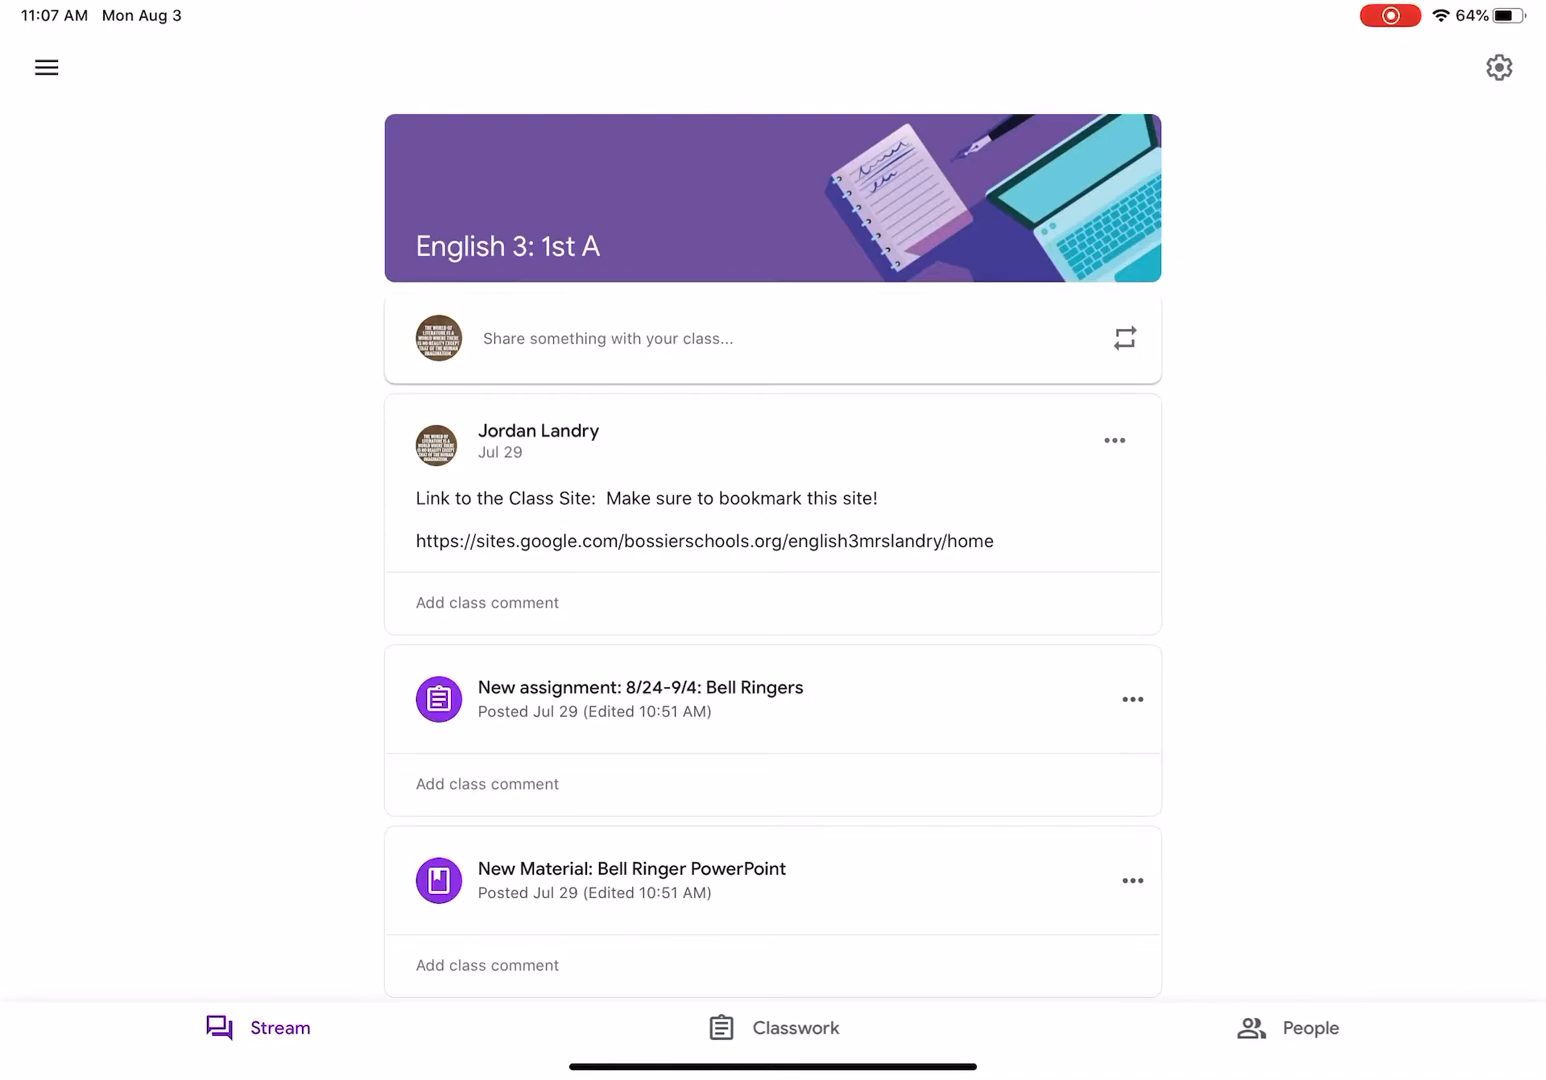 11:07 AM Mon Aug 3
64%
English 3: 1st A
Share something with your class...
Jordan Landry
Jul 29
Link to the Class Site:  Make sure to bookmark this site!
https://sites.google.com/bossierschools.org/english3mrslandry/home
Add class comment
New assignment: 8/24-9/4: Bell Ringers
Posted Jul 29 (Edited 10:51 AM)
Add class comment
New Material: Bell Ringer PowerPoint
Posted Jul 29 (Edited 10:51 AM)
Add class comment
Stream
Classwork
People